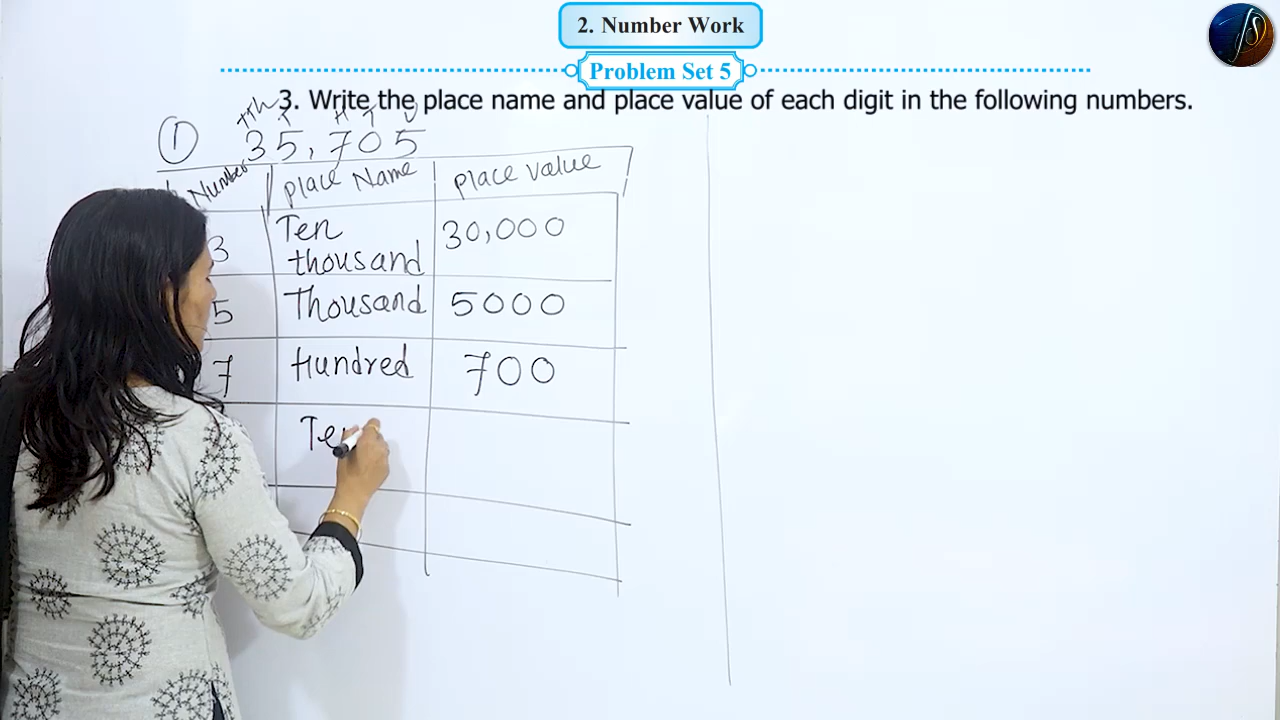 2. Number Work
Problem Set 5
3. Write the place name and place value of each digit in the following numbers.
TTh T H T U
① 35,705
Number Place Name Place Value
3 Ten thousand 30,000
5 Thousand 5000
7 Hundred 700
Ten